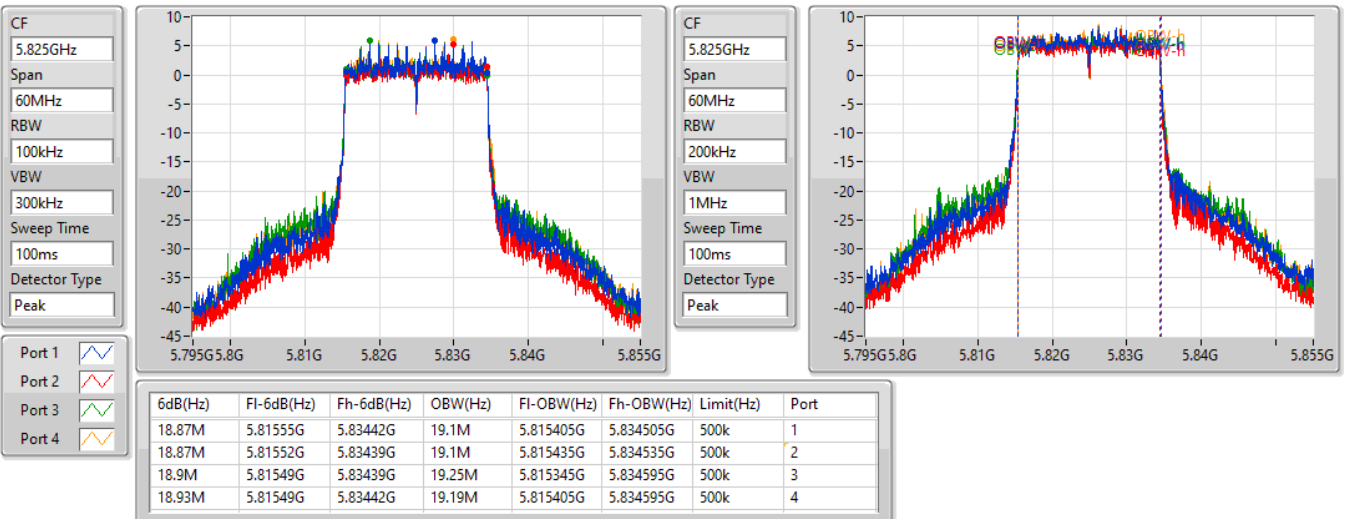 CF
5.825GHz
Span
60MHz
RBW
100kHz
VBW
300kHz
Sweep Time
100ms
Detector Type
Peak
10
5
0
-5
-10
-15
-20
-25
-30
-35
-40
-45
5.795G 5.8G 5.81G 5.82G 5.83G 5.84G 5.855G
CF
5.825GHz
Span
60MHz
RBW
200kHz
VBW
1MHz
Sweep Time
100ms
Detector Type
Peak
10
5
0
-5
-10
-15
-20
-25
-30
-35
-40
-45
5.795G 5.8G 5.81G 5.82G 5.83G 5.84G 5.855G
Port 1
Port 2
Port 3
Port 4
6dB(Hz) Fl-6dB(Hz) Fh-6dB(Hz) OBW(Hz) Fl-OBW(Hz) Fh-OBW(Hz) Limit(Hz) Port
18.87M 5.81555G 5.83442G 19.1M 5.815405G 5.834505G 500k 1
18.87M 5.81552G 5.83439G 19.1M 5.815435G 5.834535G 500k 2
18.9M 5.81549G 5.83439G 19.25M 5.815345G 5.834595G 500k 3
18.93M 5.81549G 5.83442G 19.19M 5.815405G 5.834595G 500k 4